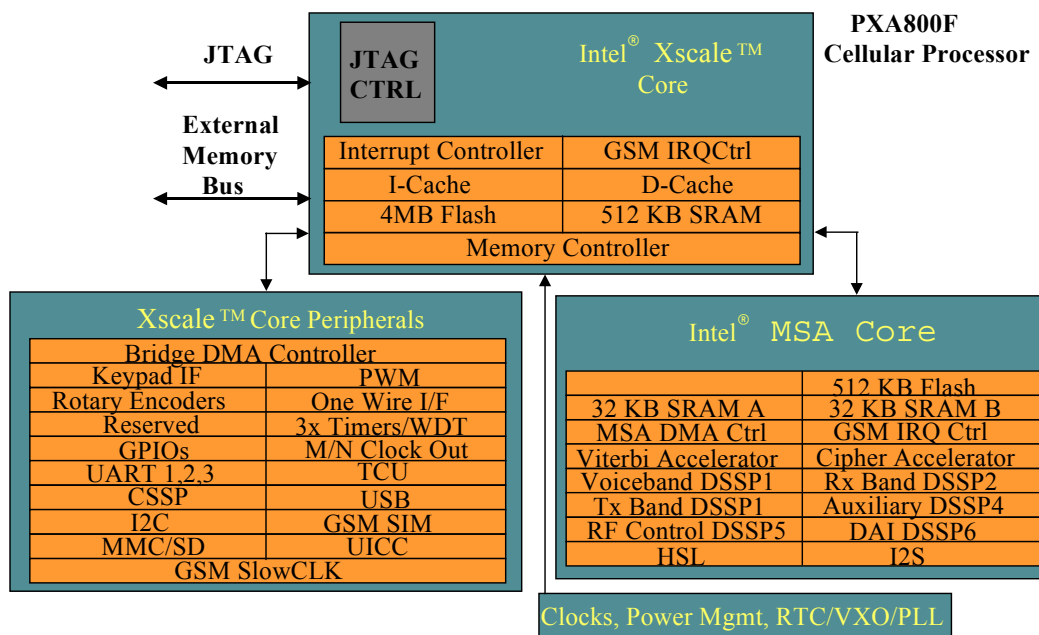 PXA800F
Cellular Processor
JTAG
External
Memory
Bus
JTAG
CTRL
Intel® Xscale™
Core
Interrupt Controller GSM IRQCtrl
I-Cache D-Cache
4MB Flash 512 KB SRAM
Memory Controller
Xscale™ Core Peripherals
Bridge DMA Controller
Keypad IF PWM
Rotary Encoders One Wire I/F
Reserved 3x Timers/WDT
GPIOs M/N Clock Out
UART 1,2,3 TCU
CSSP USB
I2C GSM SIM
MMC/SD UICC
GSM SlowCLK
Intel® MSA Core
512 KB Flash
32 KB SRAM A 32 KB SRAM B
MSA DMA Ctrl GSM IRQ Ctrl
Viterbi Accelerator Cipher Accelerator
Voiceband DSSP1 Rx Band DSSP2
Tx Band DSSP1 Auxiliary DSSP4
RF Control DSSP5 DAI DSSP6
HSL I2S
Clocks, Power Mgmt, RTC/VXO/PLL